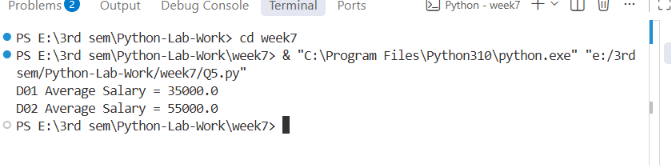 Problems 2 Output Debug Console Terminal Ports Python - week7
PS E:\3rd sem\Python-Lab-Work> cd week7
PS E:\3rd sem\Python-Lab-Work\week7> & "C:\Program Files\Python310\python.exe" "e:/3rd
sem/Python-Lab-Work/week7/Q5.py"
D01 Average Salary = 35000.0
D02 Average Salary = 55000.0
PS E:\3rd sem\Python-Lab-Work\week7>